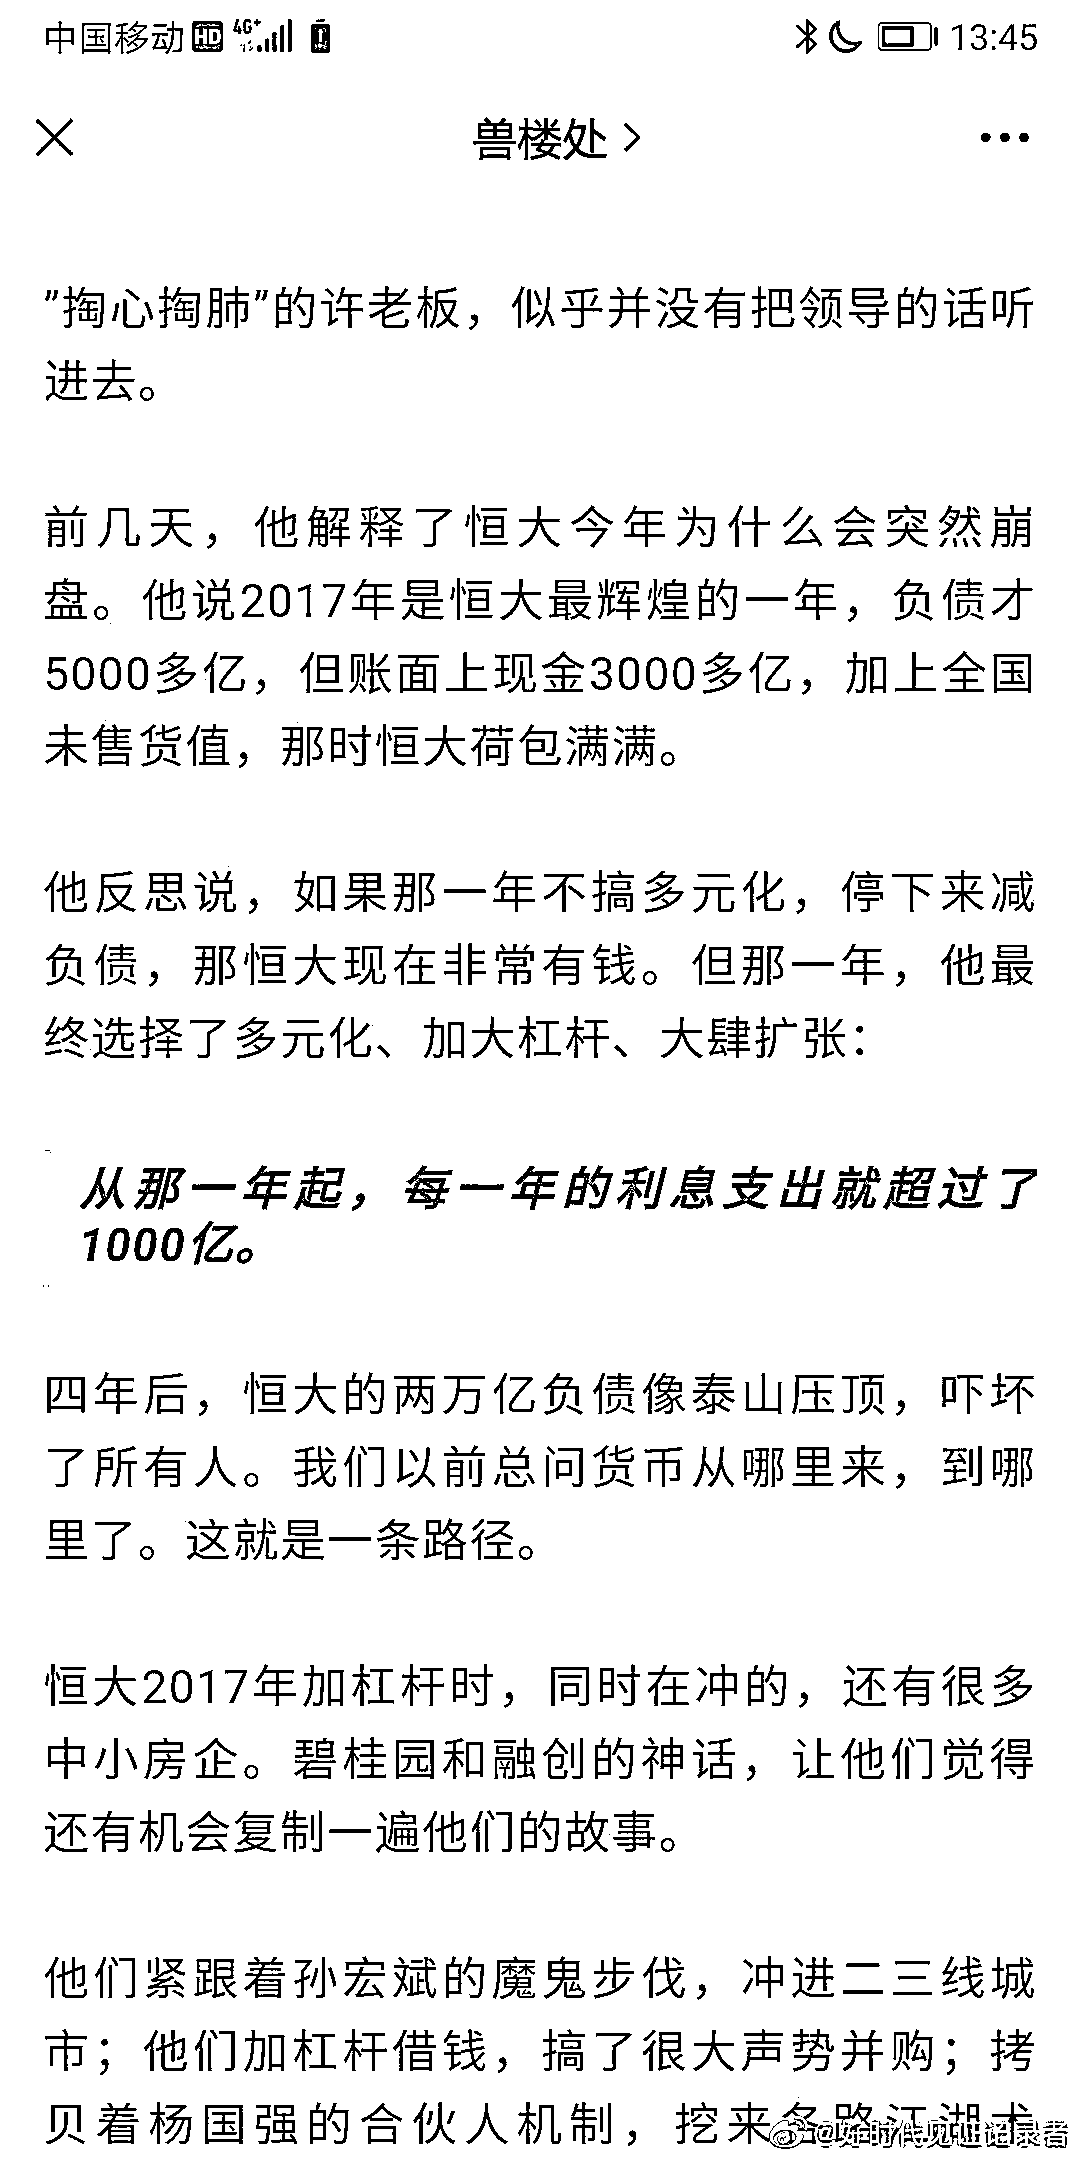 中国移动 HD 4G+ 13:45
兽楼处
"掏心掏肺"的许老板，似乎并没有把领导的话听
进去。
前几天，他解释了恒大今年为什么会突然崩
盘。他说2017年是恒大最辉煌的一年，负债才
5000多亿，但账面上现金3000多亿，加上全国
未售货值，那时恒大荷包满满。
他反思说，如果那一年不搞多元化，停下来减
负债，那恒大现在非常有钱。但那一年，他最
终选择了多元化、加大杠杆、大肆扩张：
从那一年起，每一年的利息支出就超过了
1000亿。
四年后，恒大的两万亿负债像泰山压顶，吓坏
了所有人。我们以前总问货币从哪里来，到哪
里了。这就是一条路径。
恒大2017年加杠杆时，同时在冲的，还有很多
中小房企。碧桂园和融创的神话，让他们觉得
还有机会复制一遍他们的故事。
他们紧跟着孙宏斌的魔鬼步伐，冲进二三线城
市；他们加杠杆借钱，搞了很大声势并购；拷
贝着杨国强的合伙人机制，挖来各路江湖术
@好时代见证记录者